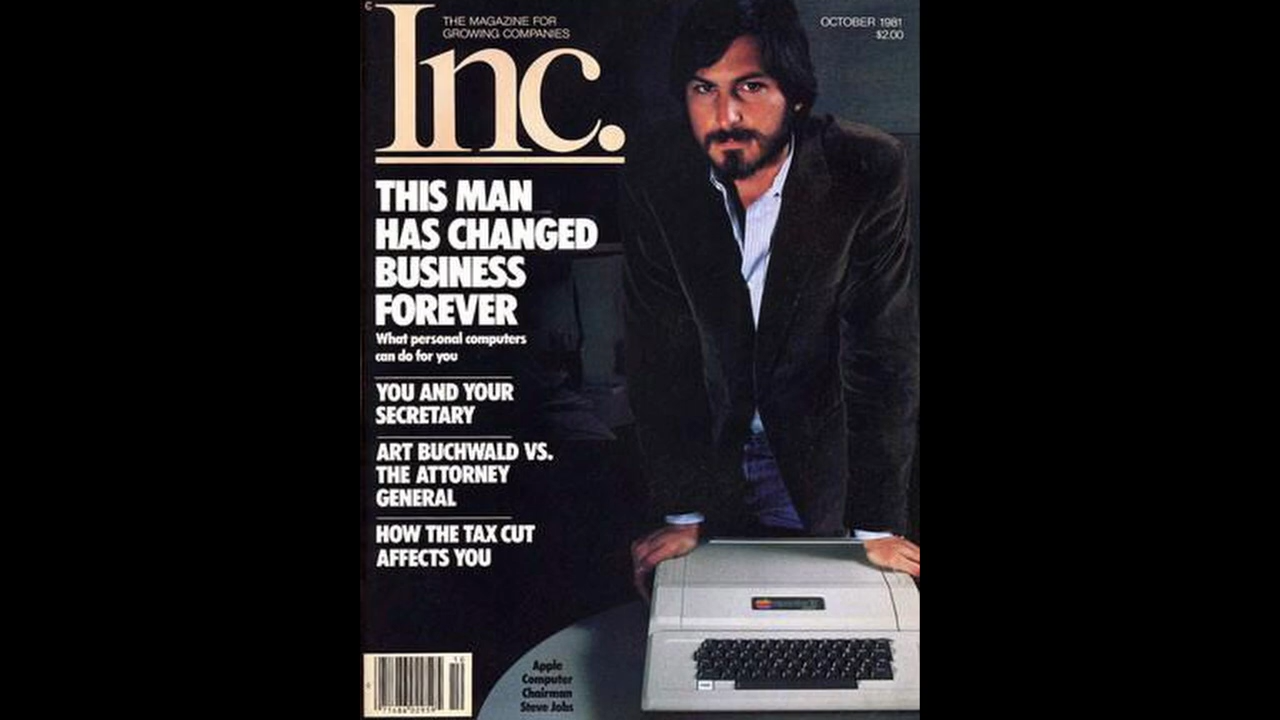 Inc.
THE MAGAZINE FOR
GROWING COMPANIES
OCTOBER 1981
$2.00
THIS MAN
HAS CHANGED
BUSINESS
FOREVER
What personal computers
can do for you
YOU AND YOUR
SECRETARY
ART BUCHWALD VS.
THE ATTORNEY
GENERAL
HOW THE TAX CUT
AFFECTS YOU
Apple
Computer
Chairman
Steve Jobs